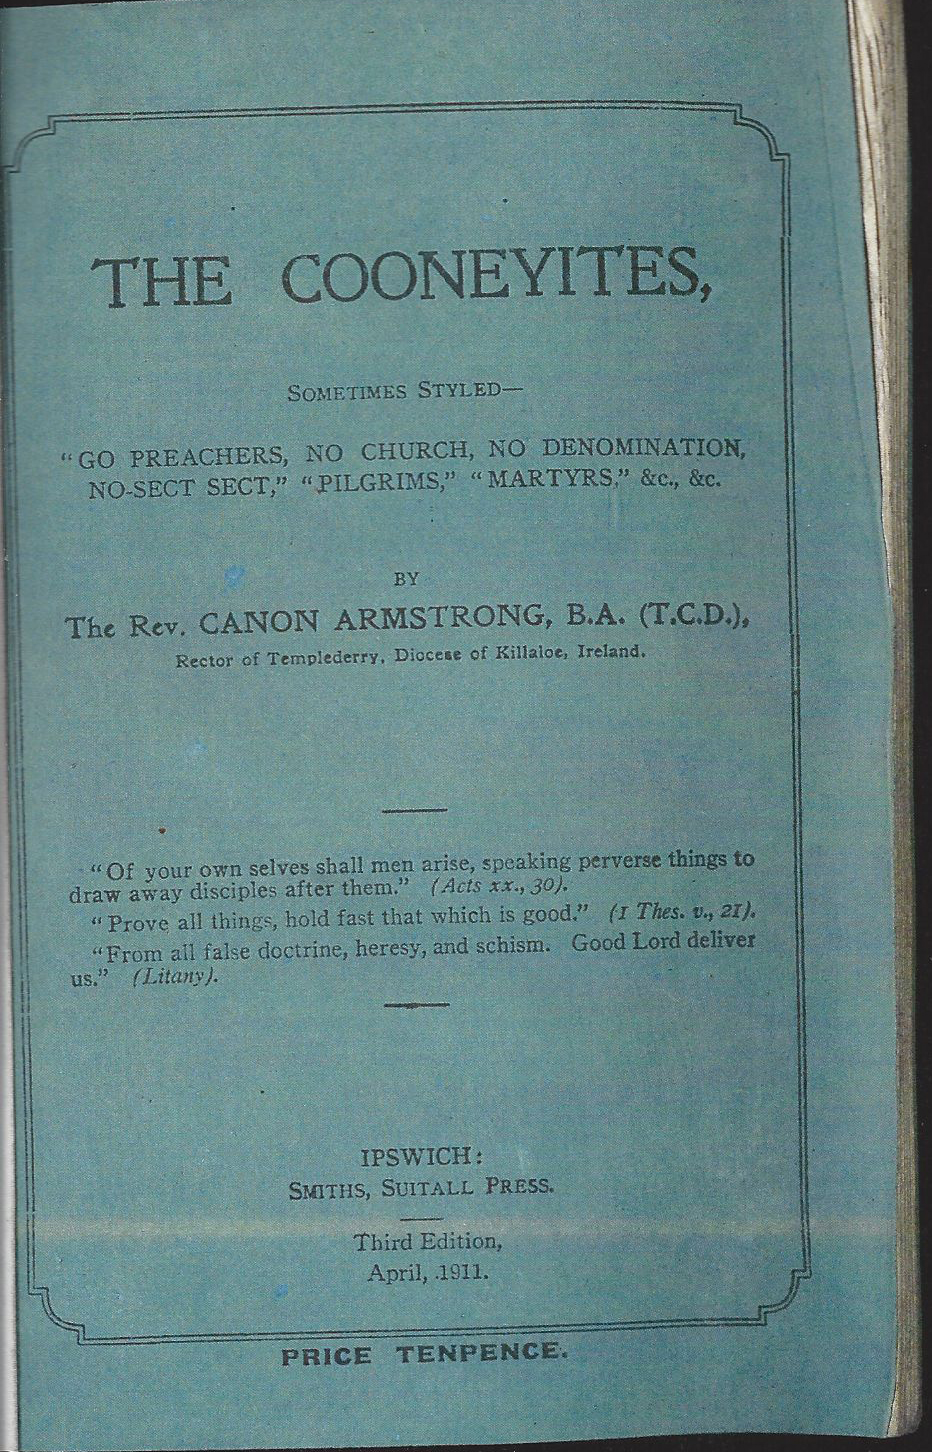 THE COONEYITES,
SOMETIMES STYLED—
"GO PREACHERS, NO CHURCH, NO DENOMINATION,
NO-SECT SECT," "PILGRIMS," "MARTYRS," &c., &c.
BY
The Rev. CANON ARMSTRONG, B.A. (T.C.D.),
Rector of Templederry, Diocese of Killaloe, Ireland.
"Of your own selves shall men arise, speaking perverse things to
draw away disciples after them." (Acts xx., 30).
"Prove all things, hold fast that which is good." (1 Thes. v., 21).
"From all false doctrine, heresy, and schism. Good Lord deliver
us." (Litany).
IPSWICH:
SMITHS, SUITALL PRESS.
Third Edition,
April, .1911.
PRICE TENPENCE.